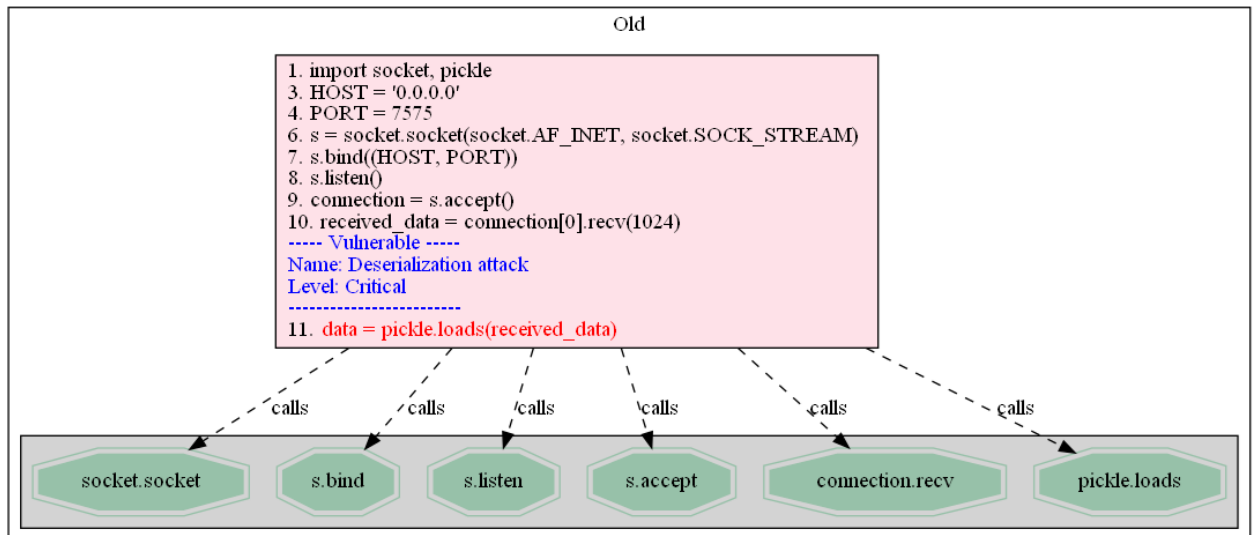 Old
1. import socket, pickle
3. HOST = '0.0.0.0'
4. PORT = 7575
6. s = socket.socket(socket.AF_INET, socket.SOCK_STREAM)
7. s.bind((HOST, PORT))
8. s.listen()
9. connection = s.accept()
10. received_data = connection[0].recv(1024)
----- Vulnerable -----
Name: Deserialization attack
Level: Critical
-------------------------
11. data = pickle.loads(received_data)
calls calls calls calls calls calls
socket.socket s.bind s.listen s.accept connection.recv pickle.loads